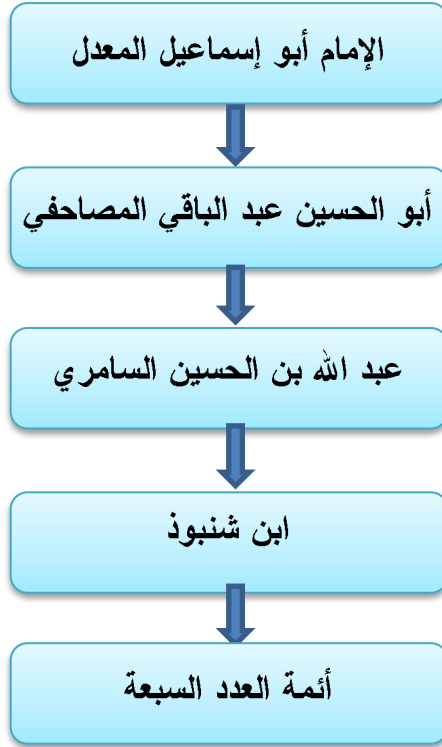 الإمام أبو إسماعيل المعدل
أبو الحسين عبد الباقي المصاحفي
عبد الله بن الحسين السامري
ابن شنبوذ
أئمة العدد السبعة